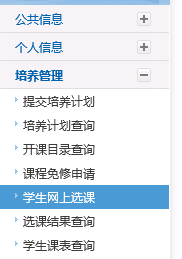 公共信息
个人信息
培养管理
提交培养计划
培养计划查询
开课目录查询
课程免修申请
学生网上选课
选课结果查询
学生课表查询